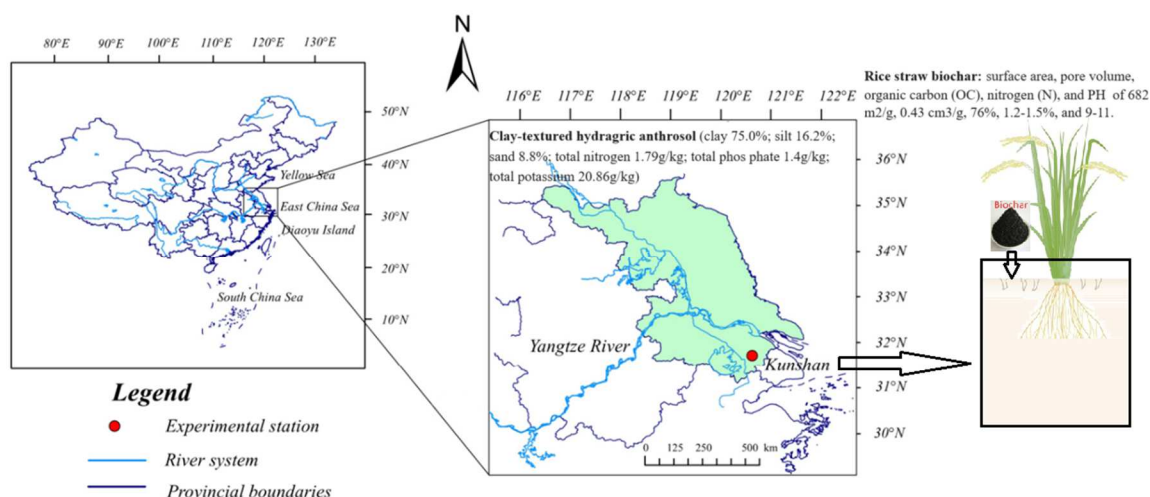 N
80°E 90°E 100°E 110°E 120°E 130°E
50°N
40°N
30°N
20°N
10°N
Yellow Sea
East China Sea
Diaoyu Island
South China Sea
Legend
Experimental station
River system
Provincial boundaries
116°E 117°E 118°E 119°E 120°E 121°E 122°E
Clay-textured hydragric anthrosol (clay 75.0%; silt 16.2%;
sand 8.8%; total nitrogen 1.79g/kg; total phos phate 1.4g/kg;
total potassium 20.86g/kg)
36°N
35°N
34°N
33°N
32°N
31°N
30°N
Yangtze River
Kunshan
0 125 250 500 km
Rice straw biochar: surface area, pore volume,
organic carbon (OC), nitrogen (N), and PH of 682
m2/g, 0.43 cm3/g, 76%, 1.2-1.5%, and 9-11.
Biochar